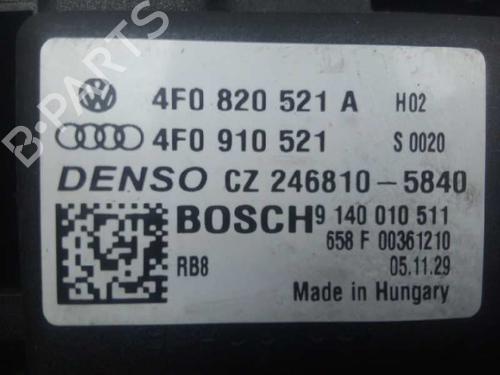 B-PARTS
4F0 820 521 A H02
4F0 910 521 S 0020
DENSO CZ 246810-5840
BOSCH 9 140 010 511
658 F 00361210
RB8 05.11.29
Made in Hungary